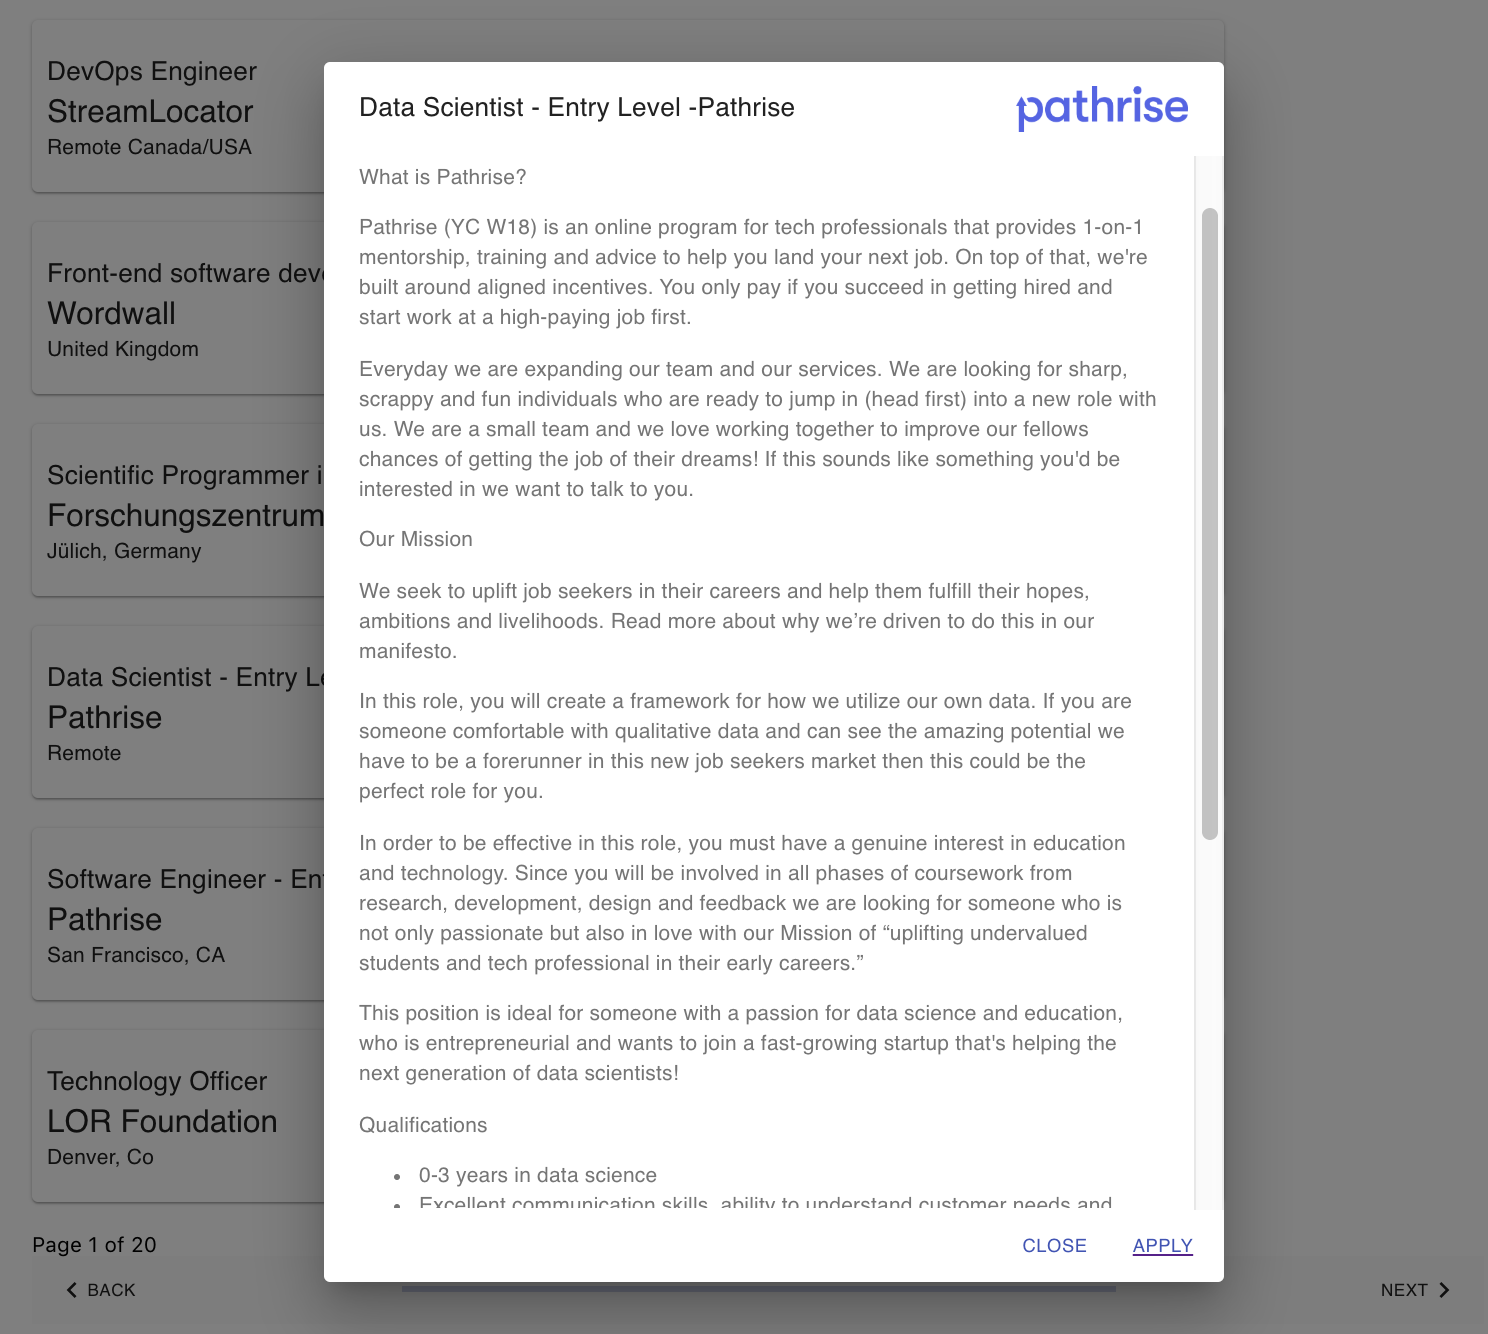 DevOps Engineer
StreamLocator
Remote Canada/USA
Front-end software dev
Wordwall
United Kingdom
Scientific Programmer i
Forschungszentrum
Jülich, Germany
Data Scientist - Entry Le
Pathrise
Remote
Software Engineer - En
Pathrise
San Francisco, CA
Technology Officer
LOR Foundation
Denver, Co
Page 1 of 20
BACK
NEXT
Data Scientist - Entry Level -Pathrise
pathrise
What is Pathrise?
Pathrise (YC W18) is an online program for tech professionals that provides 1-on-1
mentorship, training and advice to help you land your next job. On top of that, we're
built around aligned incentives. You only pay if you succeed in getting hired and
start work at a high-paying job first.
Everyday we are expanding our team and our services. We are looking for sharp,
scrappy and fun individuals who are ready to jump in (head first) into a new role with
us. We are a small team and we love working together to improve our fellows
chances of getting the job of their dreams! If this sounds like something you'd be
interested in we want to talk to you.
Our Mission
We seek to uplift job seekers in their careers and help them fulfill their hopes,
ambitions and livelihoods. Read more about why we’re driven to do this in our
manifesto.
In this role, you will create a framework for how we utilize our own data. If you are
someone comfortable with qualitative data and can see the amazing potential we
have to be a forerunner in this new job seekers market then this could be the
perfect role for you.
In order to be effective in this role, you must have a genuine interest in education
and technology. Since you will be involved in all phases of coursework from
research, development, design and feedback we are looking for someone who is
not only passionate but also in love with our Mission of “uplifting undervalued
students and tech professional in their early careers.”
This position is ideal for someone with a passion for data science and education,
who is entrepreneurial and wants to join a fast-growing startup that's helping the
next generation of data scientists!
Qualifications
• 0-3 years in data science
• Excellent communication skills, ability to understand customer needs and
CLOSE
APPLY